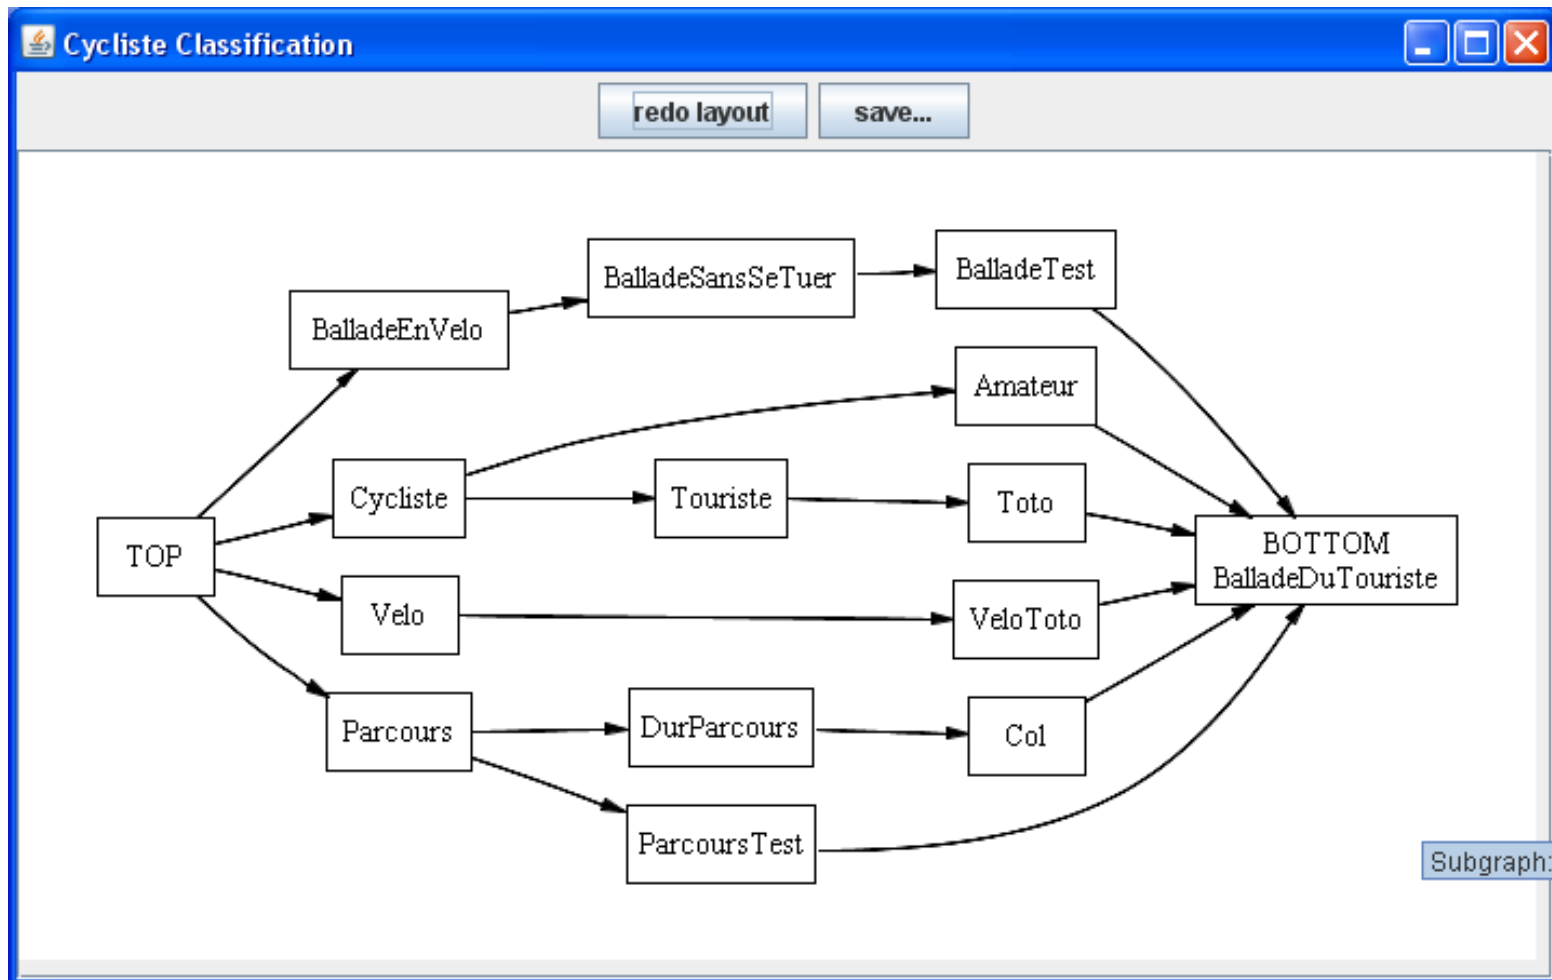 Cycliste Classification
redo layout
save...
BalladeSansSeTuer
BalladeTest
BalladeEnVelo
Amateur
Cycliste
Touriste
Toto
TOP
BOTTOM
BalladeDuTouriste
Velo
VeloToto
Parcours
DurParcours
Col
ParcoursTest
Subgraph: